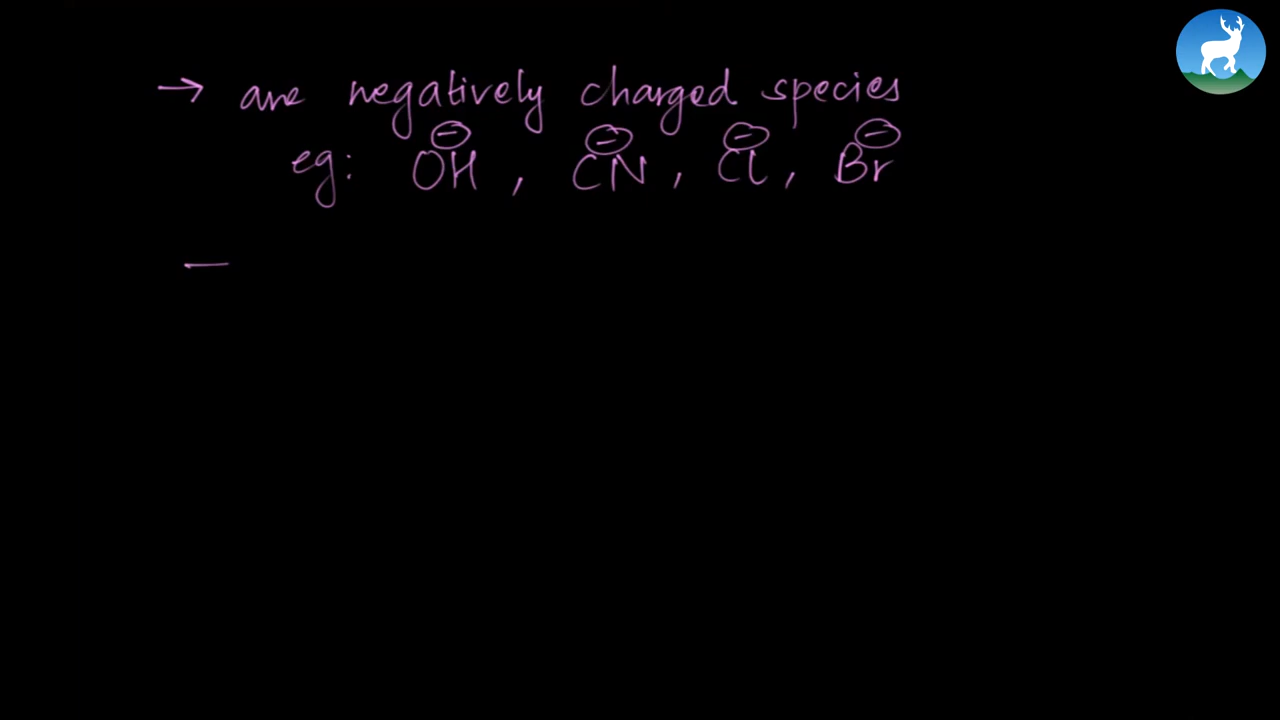 → are negatively charged species
eg: OH⊖, CN⊖, Cl⊖, Br⊖
—